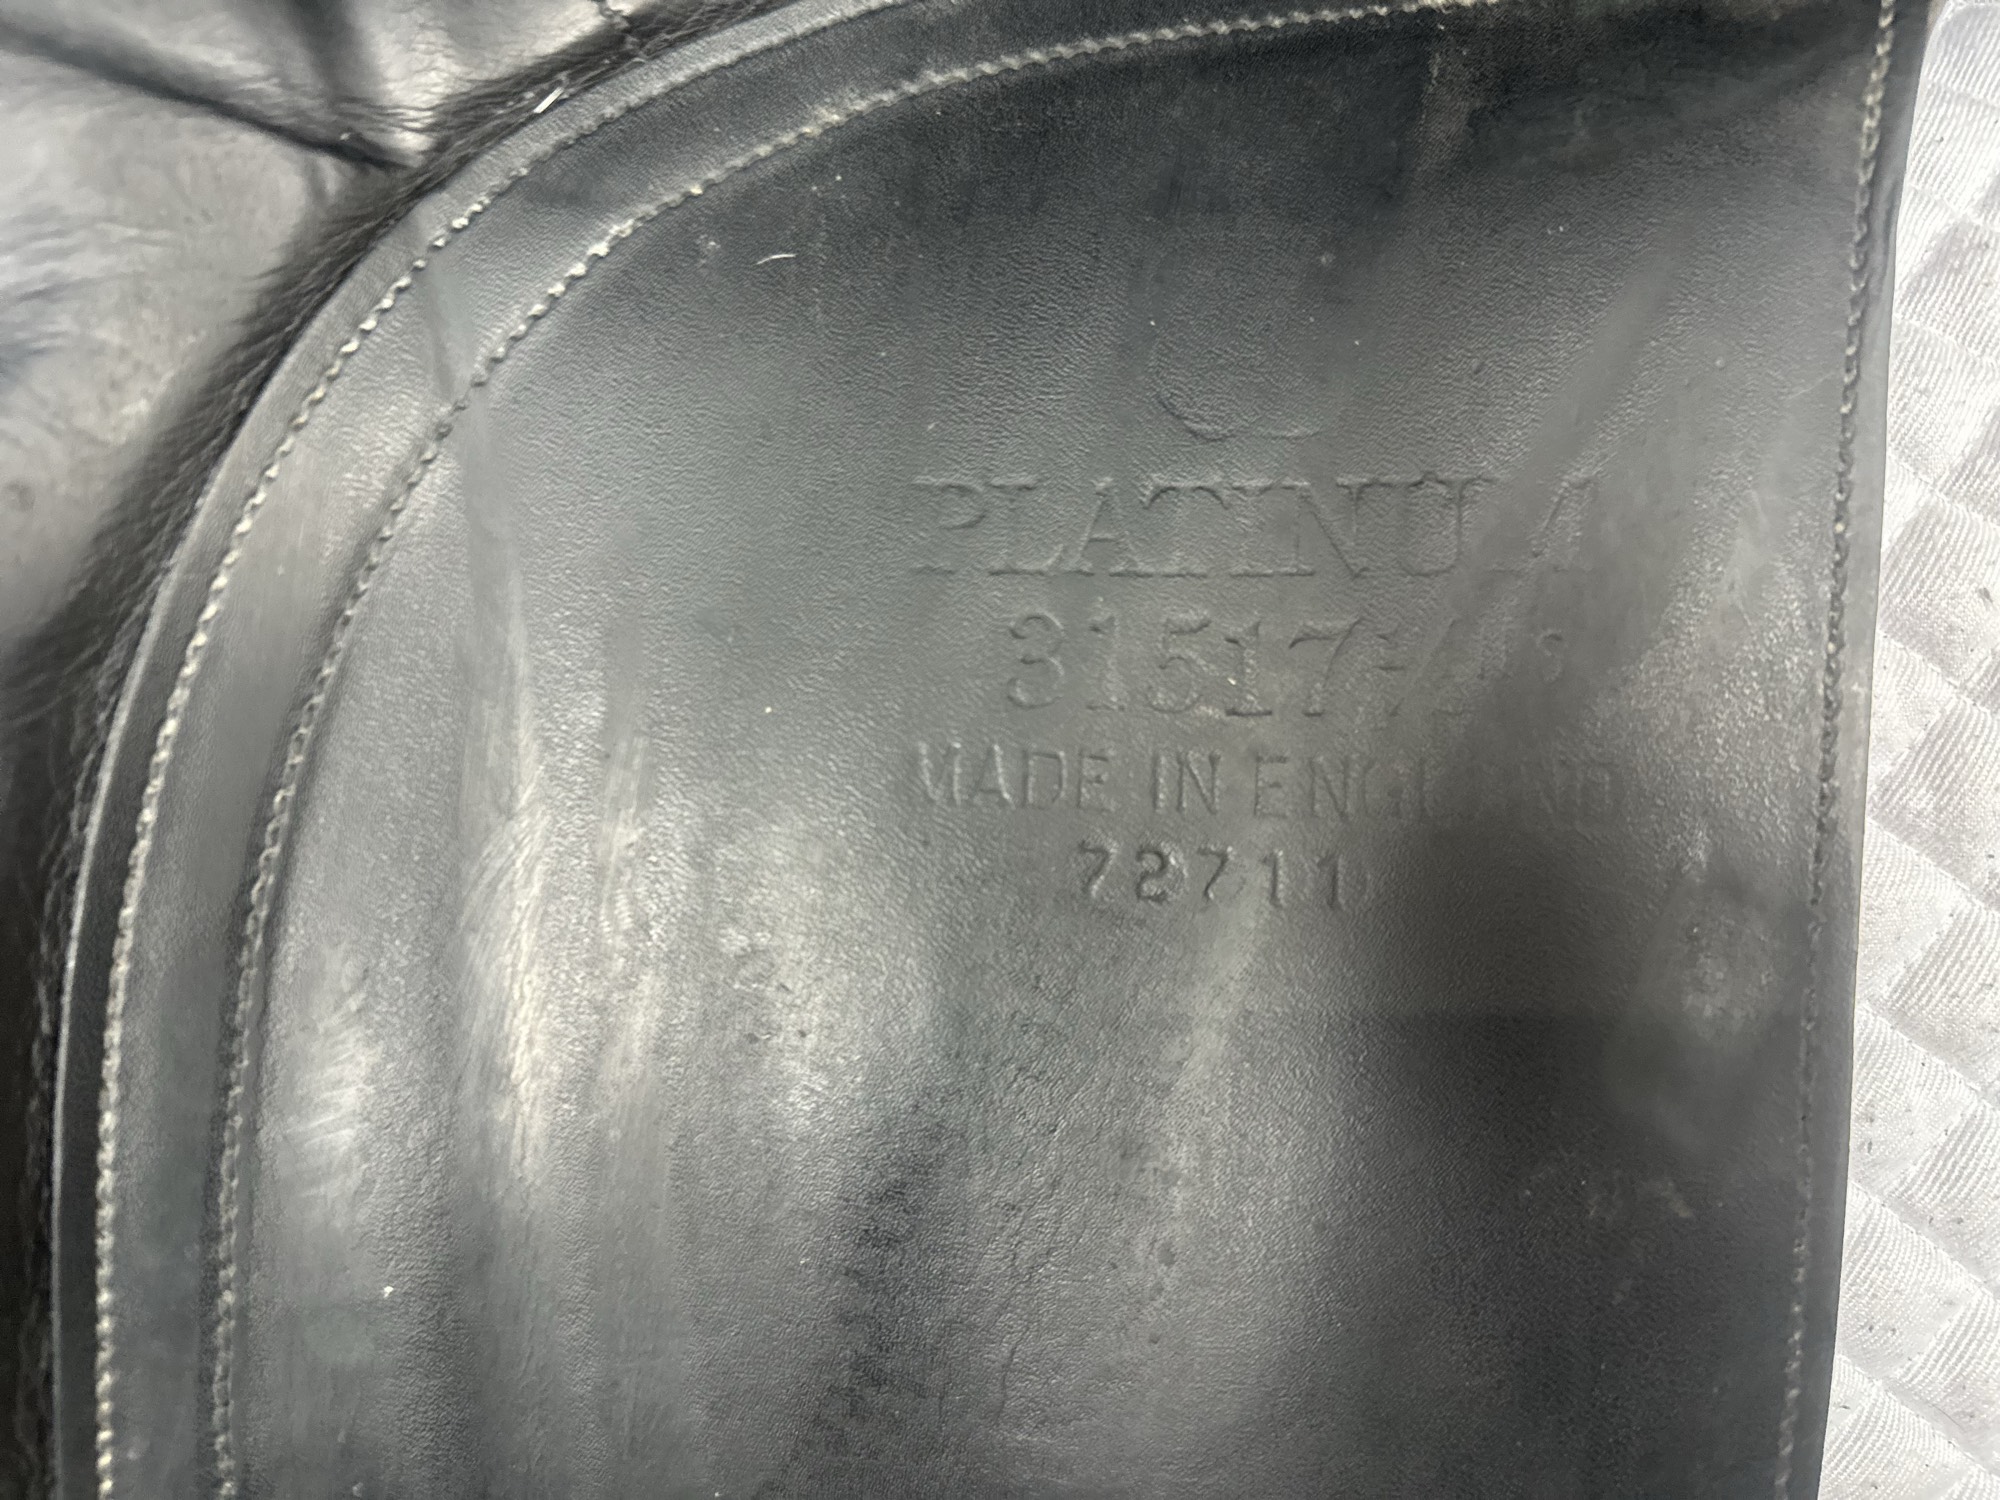 PLATINUM
31517
MADE IN ENGLAND
72711